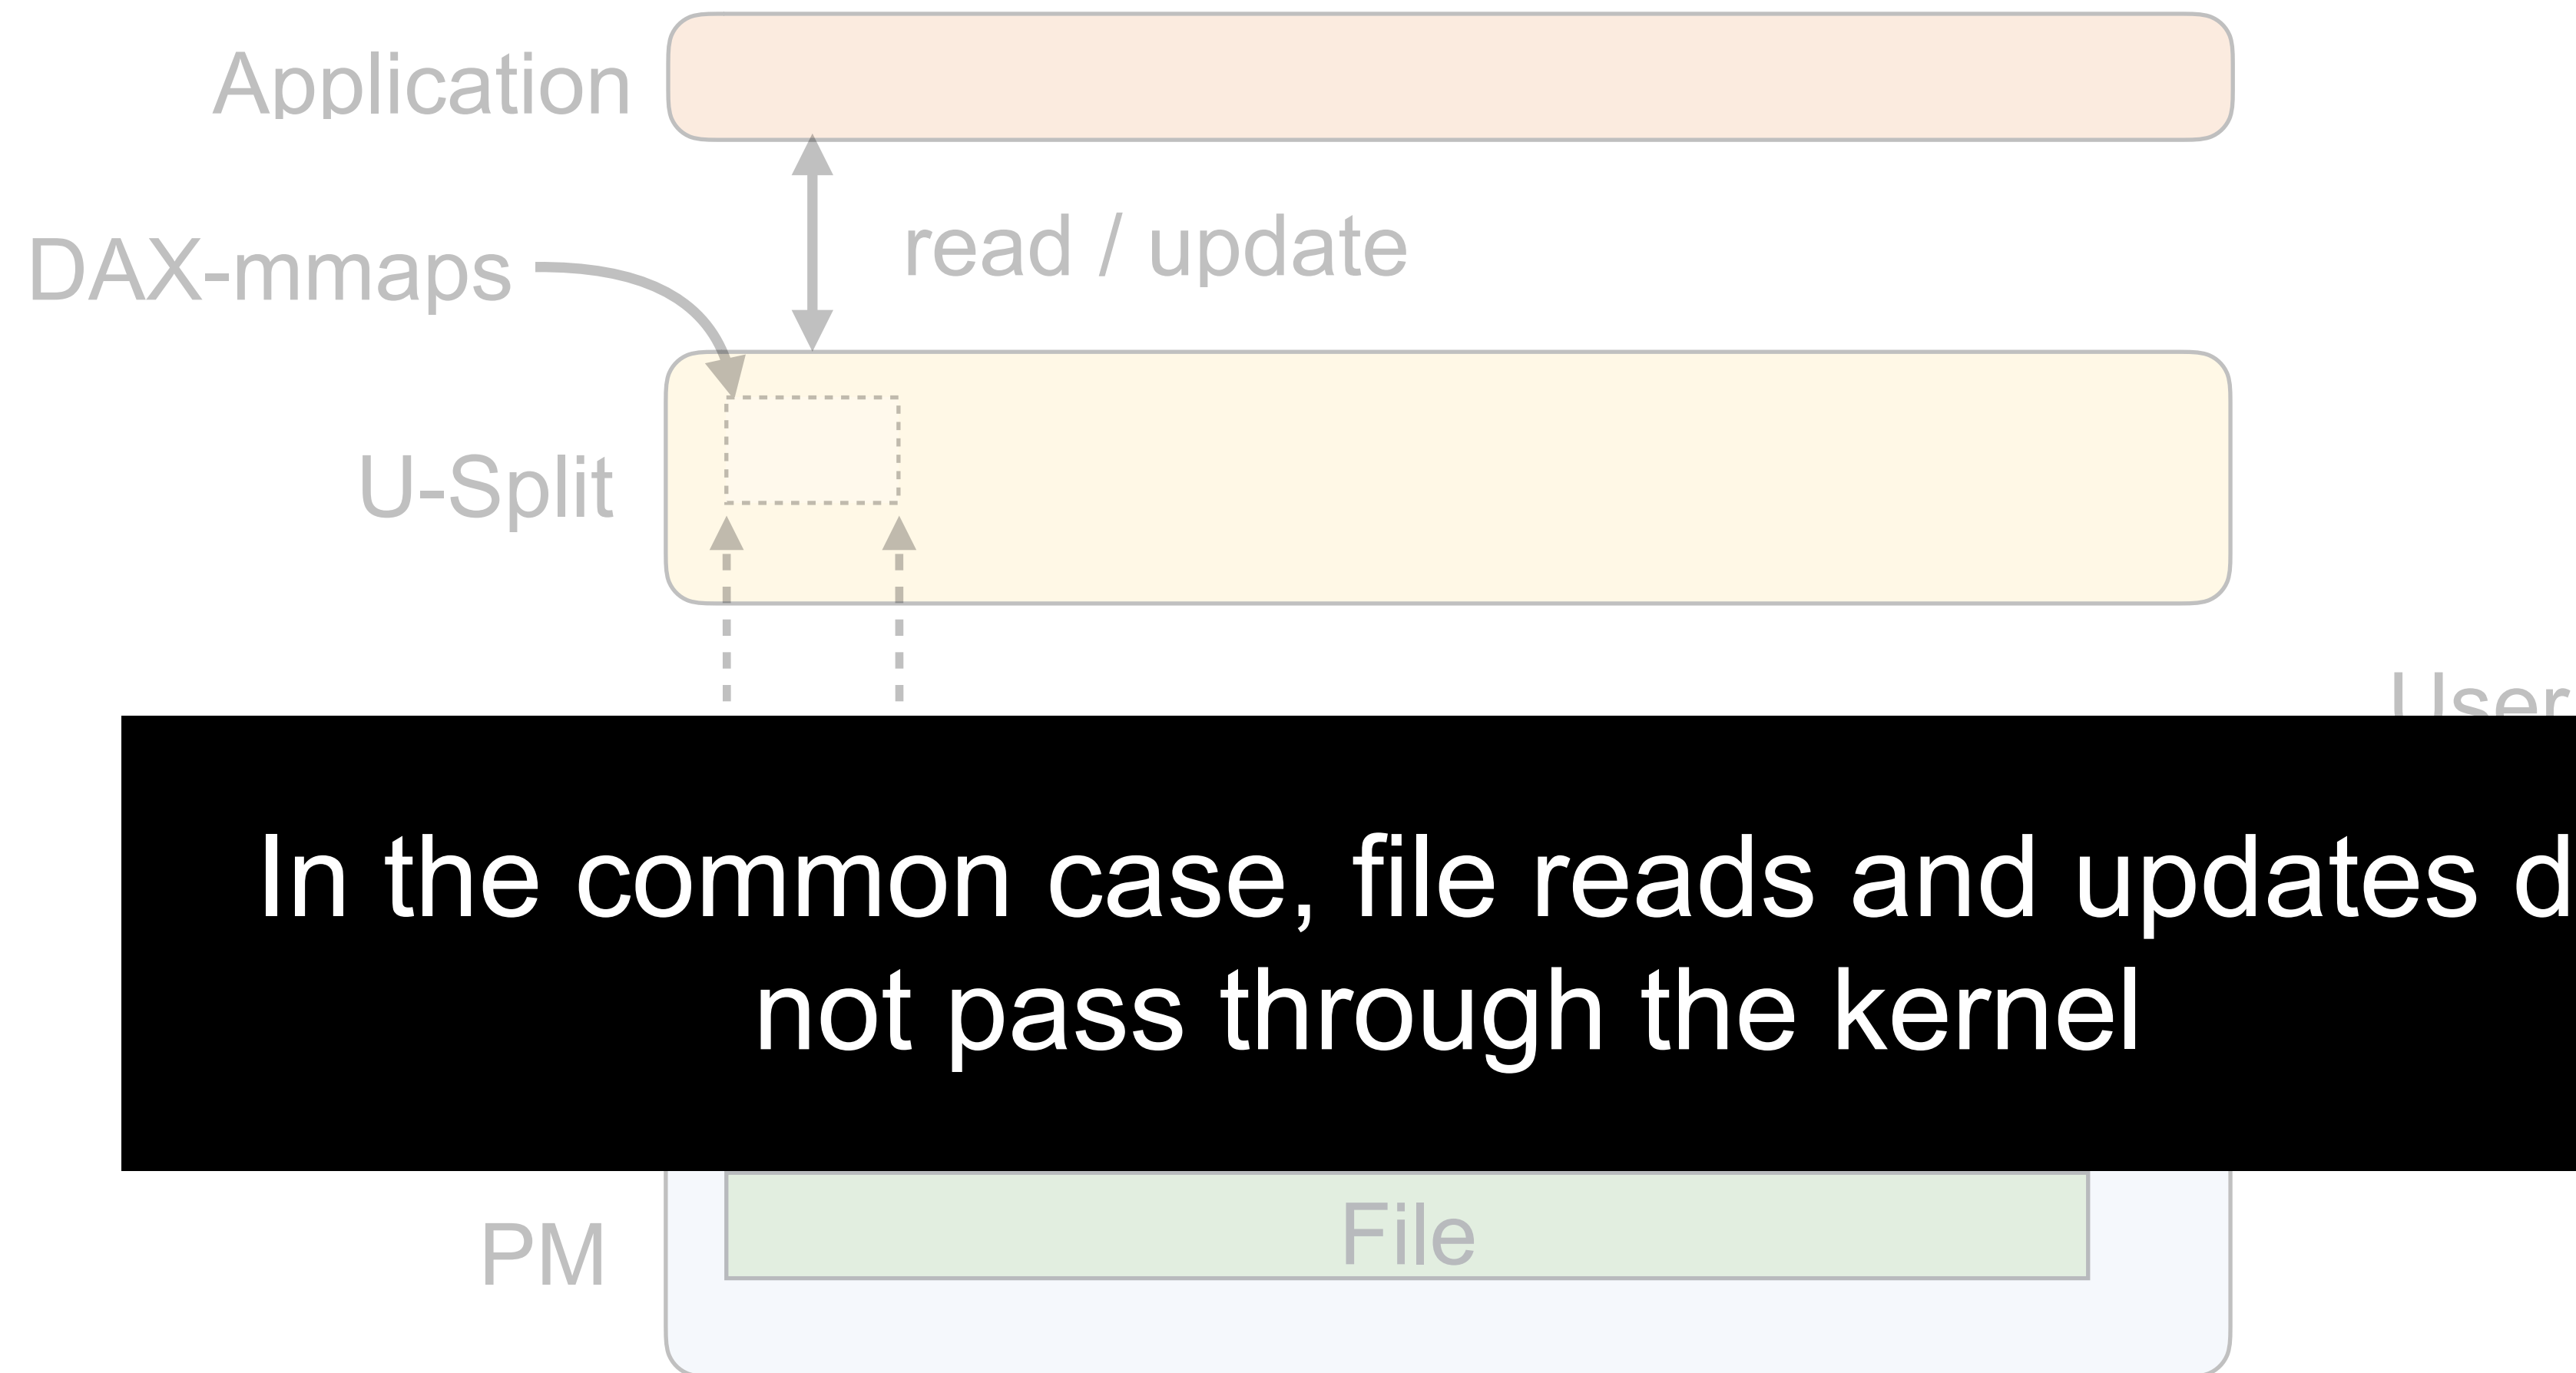 Application
read / update
DAX-mmaps
U-Split
User
In the common case, file reads and updates d
not pass through the kernel
File
PM